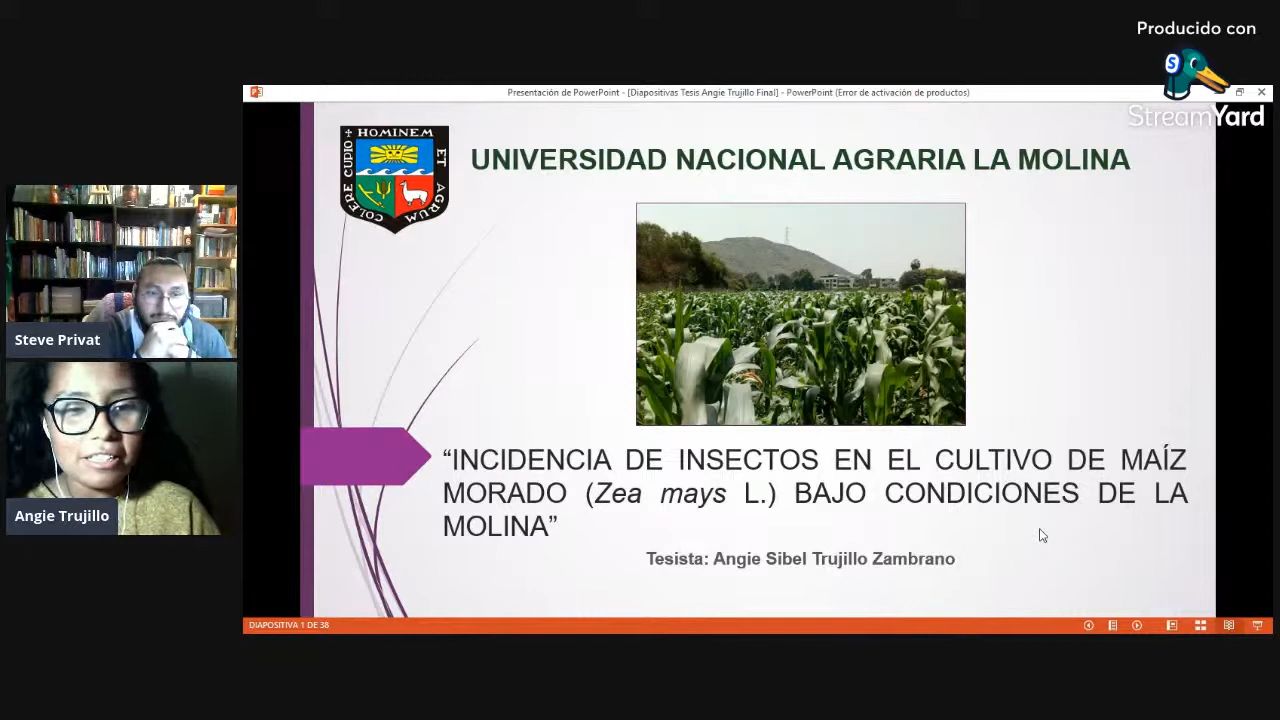 Producido con
S
StreamYard
Presentación de PowerPoint - [Diapositivas Tesis Angie Trujillo Final] - PowerPoint (Error de activación de productos)
COLERE CUPIO + HOMINEM ET AGRUM
UNIVERSIDAD NACIONAL AGRARIA LA MOLINA
Steve Privat
Angie Trujillo
“INCIDENCIA DE INSECTOS EN EL CULTIVO DE MAÍZ
MORADO (Zea mays L.) BAJO CONDICIONES DE LA
MOLINA”
Tesista: Angie Sibel Trujillo Zambrano
DIAPOSITIVA 1 DE 38